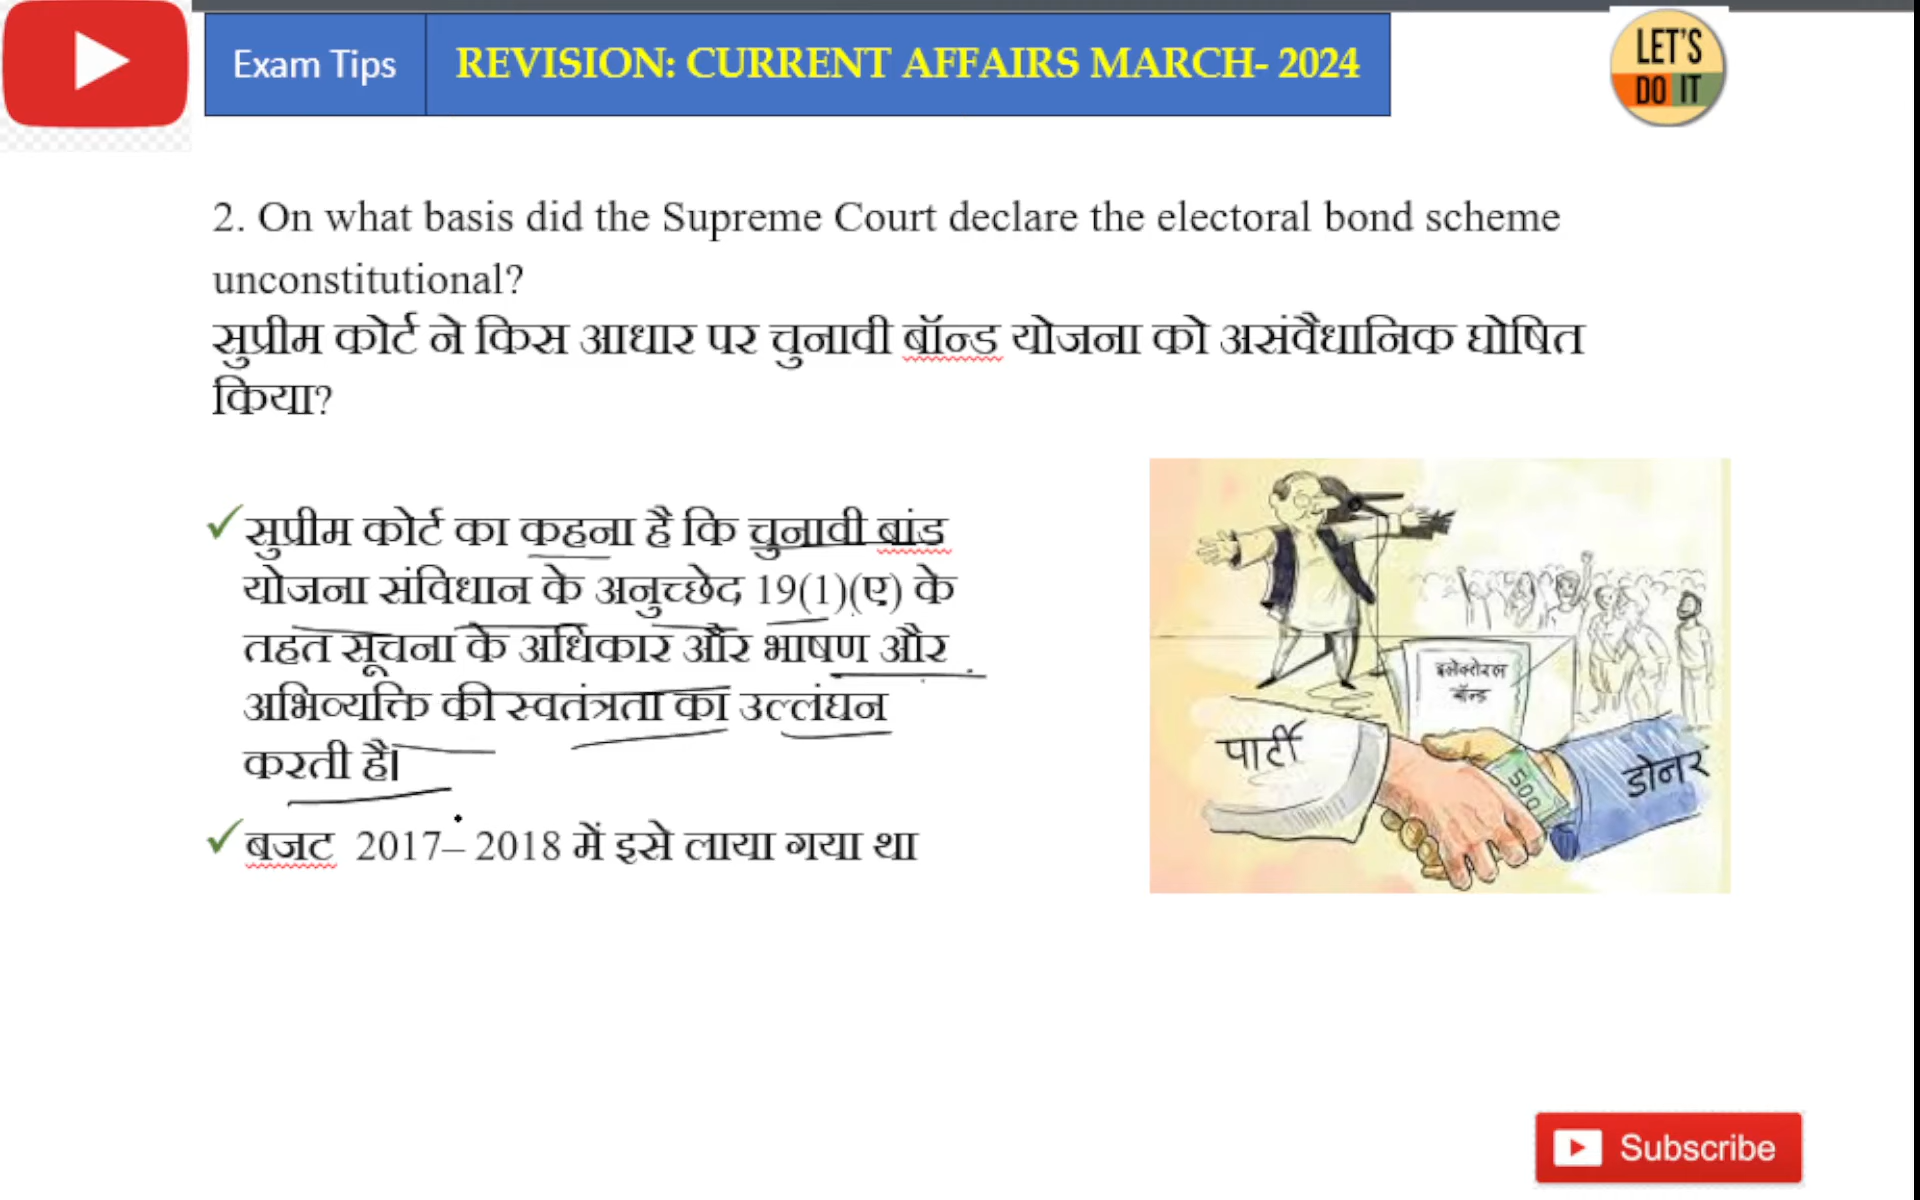 Exam Tips
REVISION: CURRENT AFFAIRS MARCH- 2024
LET'S
DO IT
2. On what basis did the Supreme Court declare the electoral bond scheme
unconstitutional?
सुप्रीम कोर्ट ने किस आधार पर चुनावी बॉन्ड योजना को असंवैधानिक घोषित
किया?
सुप्रीम कोर्ट का कहना है कि चुनावी बांड
योजना संविधान के अनुच्छेद 19(1)(ए) के
तहत सूचना के अधिकार और भाषण और
अभिव्यक्ति की स्वतंत्रता का उल्लंघन
करती है।
बजट 2017– 2018 में इसे लाया गया था
इलेक्टोरल
बॉन्ड
पार्टी
500
डोनर
Subscribe